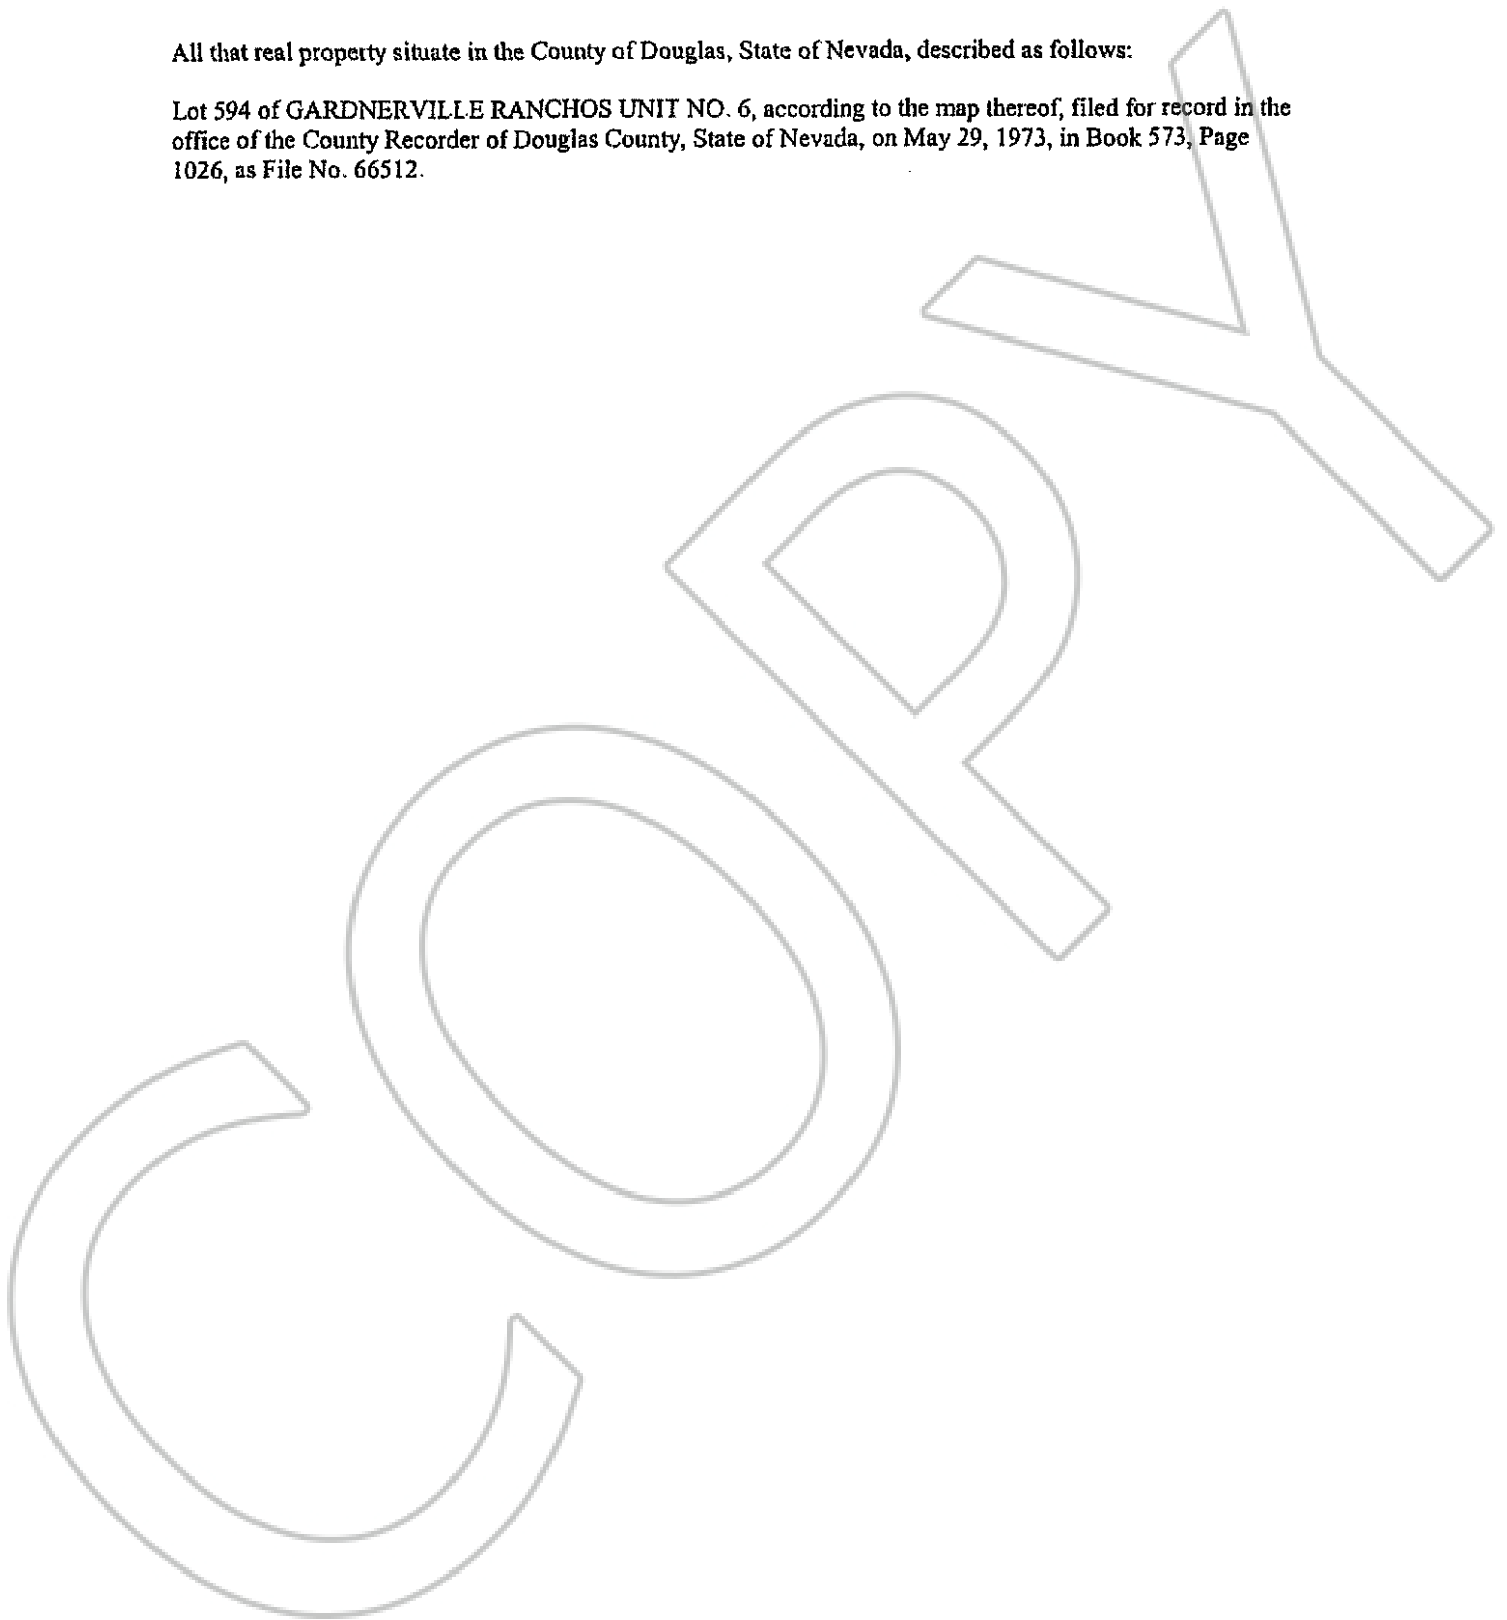 All that real property situate in the County of Douglas, State of Nevada, described as follows:
Lot 594 of GARDNERVILLE RANCHOS UNIT NO. 6, according to the map thereof, filed for record in the
office of the County Recorder of Douglas County, State of Nevada, on May 29, 1973, in Book 573, Page
1026, as File No. 66512.
COPY